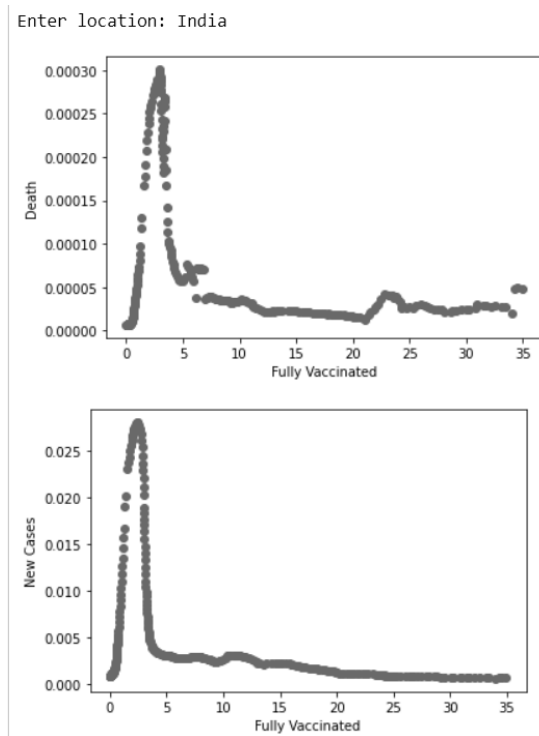 Enter location: India
0.00030
0.00025
0.00020
0.00015
0.00010
0.00005
0.00000
Death
0 5 10 15 20 25 30 35
Fully Vaccinated
0.025
0.020
0.015
0.010
0.005
0.000
New Cases
0 5 10 15 20 25 30 35
Fully Vaccinated